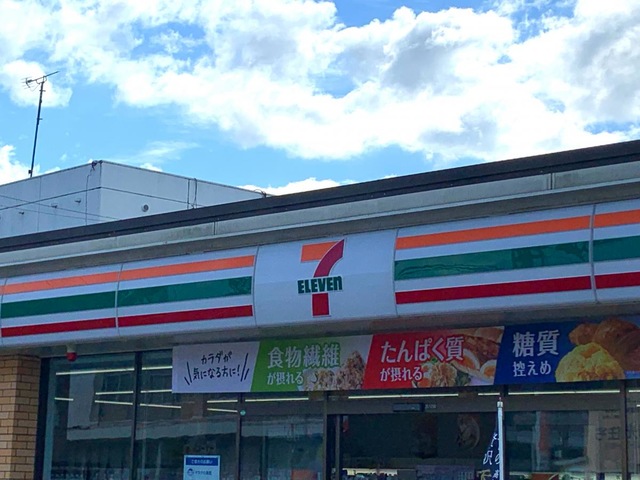 7
ELEVEn
カラダが
気になる方に!
食物繊維
が摂れる
たんぱく質
が摂れる
糖質
控えめ